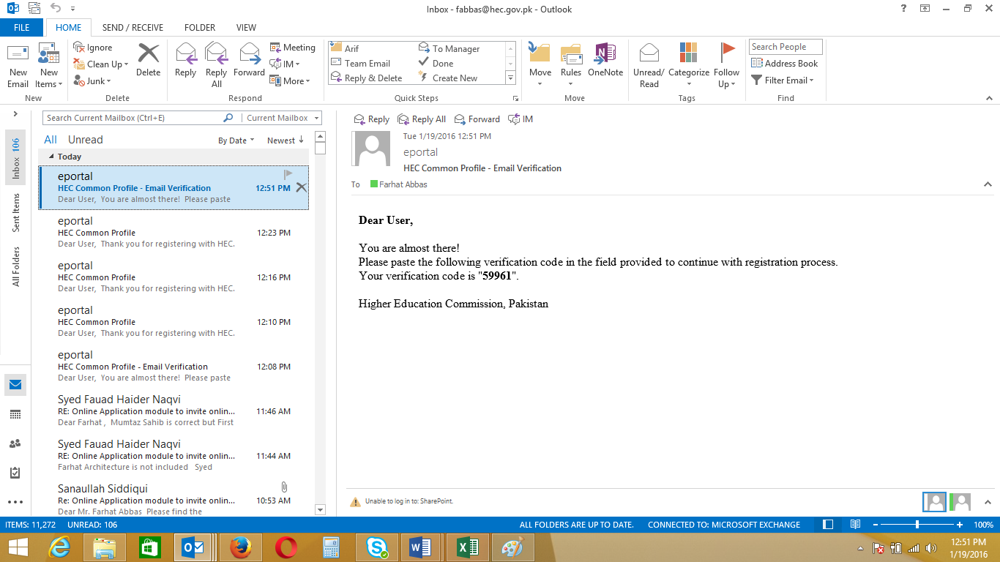 Inbox - fabbas@hec.gov.pk - Outlook
FILE
HOME
SEND / RECEIVE
FOLDER
VIEW
New Email
New Items
New
Ignore
Clean Up
Junk
Delete
Delete
Reply
Reply All
Forward
Meeting
IM
More
Respond
Arif
Team Email
Reply & Delete
To Manager
Done
Create New
Quick Steps
Move
Rules
OneNote
Move
Unread/ Read
Categorize
Follow Up
Tags
Search People
Address Book
Filter Email
Find
Inbox 106
Sent Items
All Folders
Search Current Mailbox (Ctrl+E)
Current Mailbox
All
Unread
By Date
Newest
Today
eportal
HEC Common Profile - Email Verification 12:51 PM
Dear User, You are almost there! Please paste
eportal
HEC Common Profile 12:23 PM
Dear User, Thank you for registering with HEC.
eportal
HEC Common Profile 12:16 PM
Dear User, Thank you for registering with HEC.
eportal
HEC Common Profile 12:10 PM
Dear User, Thank you for registering with HEC.
eportal
HEC Common Profile - Email Verification 12:08 PM
Dear User, You are almost there! Please paste
Syed Fauad Haider Naqvi
RE: Online Application module to invite onlin... 11:46 AM
Dear Farhat , Mumtaz Sahib is correct but First
Syed Fauad Haider Naqvi
RE: Online Application module to invite onlin... 11:44 AM
Farhat Architecture is not included Syed
Sanaullah Siddiqui
Re: Online Application module to invite onlin... 10:53 AM
Dear Mr. Farhat Abbas Please find the
Reply
Reply All
Forward
IM
Tue 1/19/2016 12:51 PM
eportal
HEC Common Profile - Email Verification
To Farhat Abbas
Dear User,
You are almost there!
Please paste the following verification code in the field provided to continue with registration process.
Your verification code is "59961".
Higher Education Commission, Pakistan
Unable to log in to: SharePoint.
ITEMS: 11,272
UNREAD: 106
ALL FOLDERS ARE UP TO DATE.
CONNECTED TO: MICROSOFT EXCHANGE
100%
12:51 PM
1/19/2016